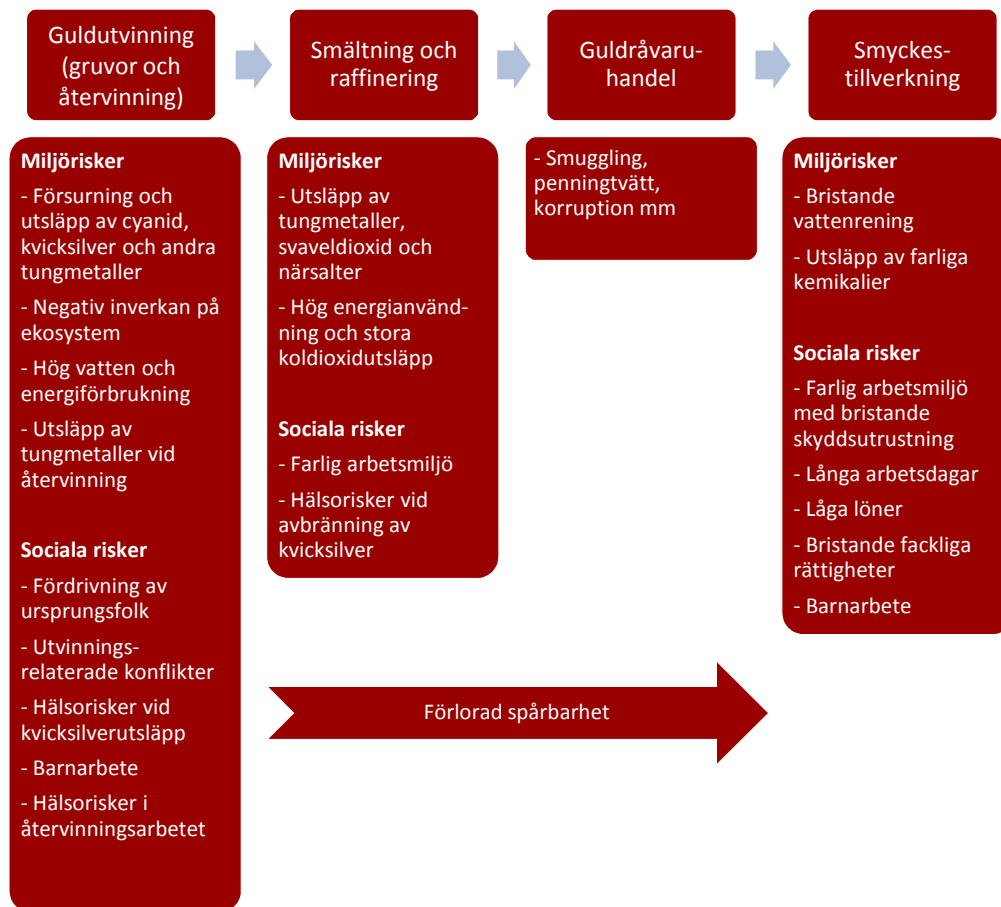 Guldutvinning
(gruvor och
återvinning)
Smältning och
raffinering
Guldråvaru-
handel
Smyckes-
tillverkning
Miljörisker
- Försurning och
utsläpp av cyanid,
kvicksilver och andra
tungmetaller
- Negativ inverkan på
ekosystem
- Hög vatten och
energiförbrukning
- Utsläpp av
tungmetaller vid
återvinning
Sociala risker
- Fördrivning av
ursprungsfolk
- Utvinnings-
relaterade konflikter
- Hälsorisker vid
kvicksilverutsläpp
- Barnarbete
- Hälsorisker i
återvinningsarbetet
Miljörisker
- Utsläpp av
tungmetaller,
svaveldioxid och
närsalter
- Hög energianvänd-
ning och stora
koldioxidutsläpp
Sociala risker
- Farlig arbetsmiljö
- Hälsorisker vid
avbränning av
kvicksilver
- Smuggling,
penningtvätt,
korruption mm
Miljörisker
- Bristande
vattenrening
- Utsläpp av farliga
kemikalier
Sociala risker
- Farlig arbetsmiljö
med bristande
skyddsutrustning
- Långa arbetsdagar
- Låga löner
- Bristande fackliga
rättigheter
- Barnarbete
Förlorad spårbarhet